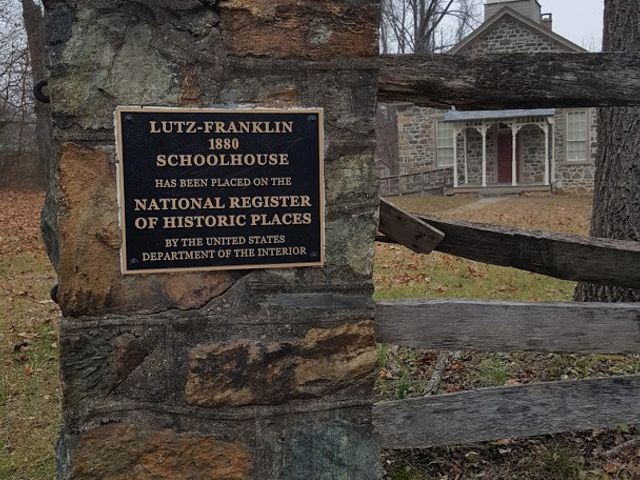 LUTZ-FRANKLIN
1880
SCHOOLHOUSE
HAS BEEN PLACED ON THE
NATIONAL REGISTER
OF HISTORIC PLACES
BY THE UNITED STATES
DEPARTMENT OF THE INTERIOR